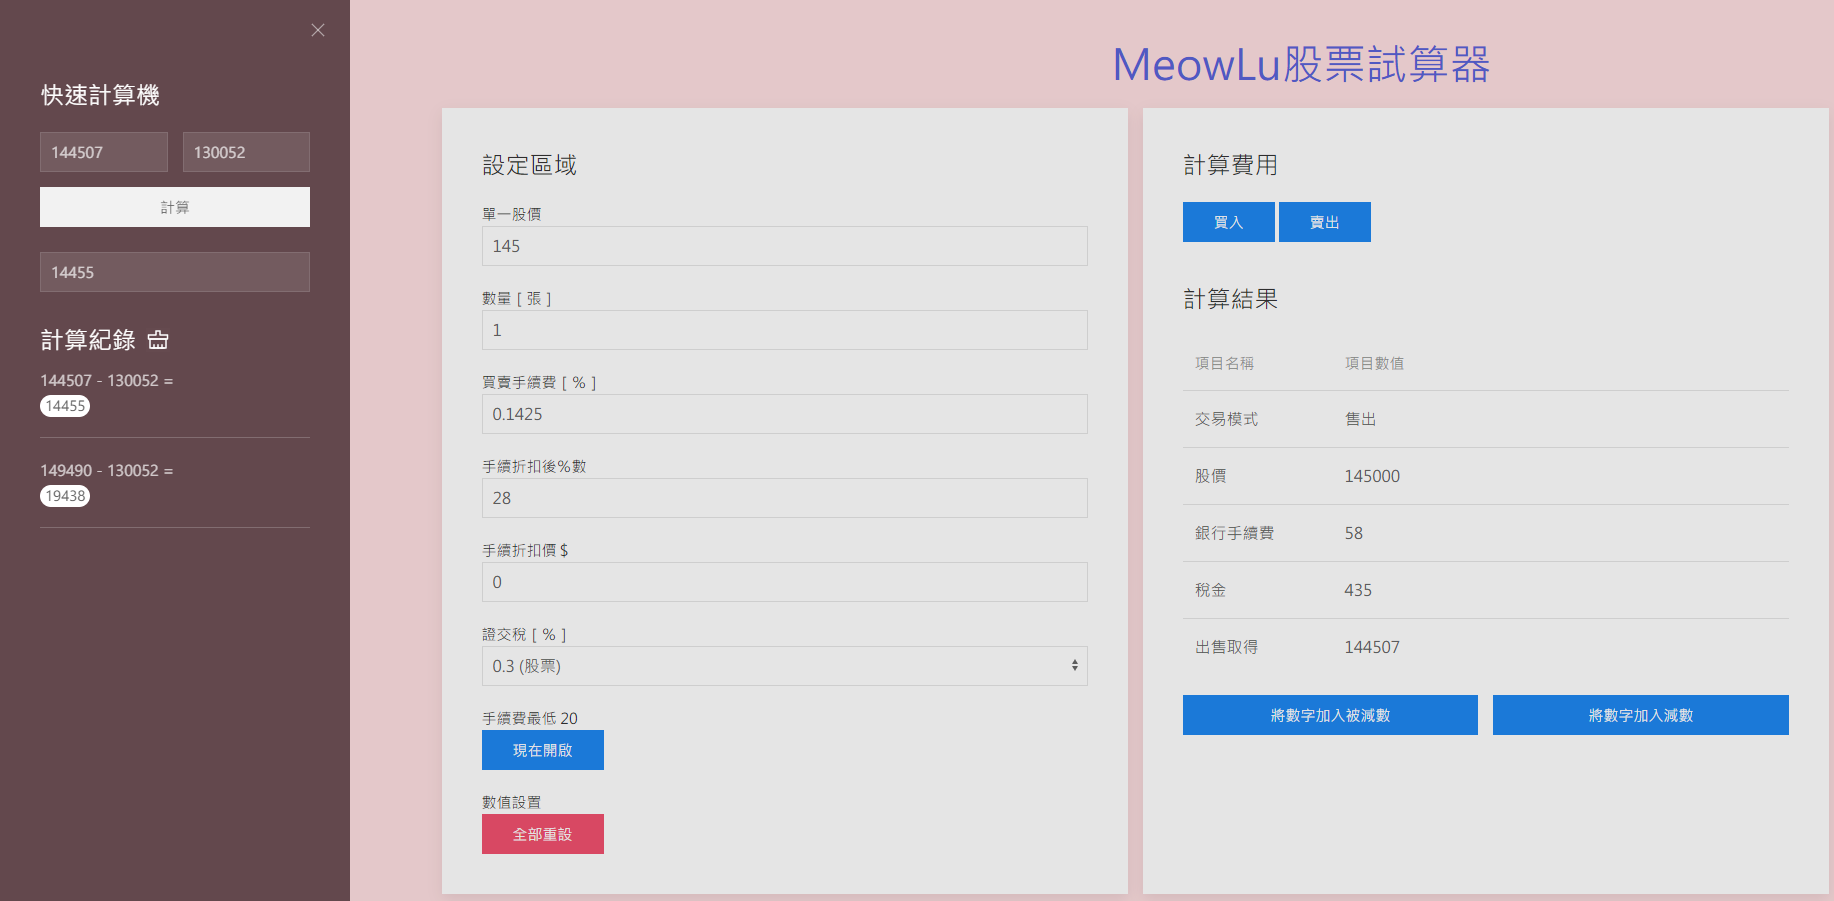 快速計算機
144507 130052
計算
14455
計算紀錄
144507 - 130052 =
14455
149490 - 130052 =
19438
MeowLu股票試算器
設定區域
單一股價
145
數量 [ 張 ]
1
買賣手續費 [ % ]
0.1425
手續折扣後%數
28
手續折扣價 $
0
證交稅 [ % ]
0.3 (股票)
手續費最低 20
現在開啟
數值設置
全部重設
計算費用
買入 賣出
計算結果
項目名稱 項目數值
交易模式 售出
股價 145000
銀行手續費 58
稅金 435
出售取得 144507
將數字加入被減數 將數字加入減數